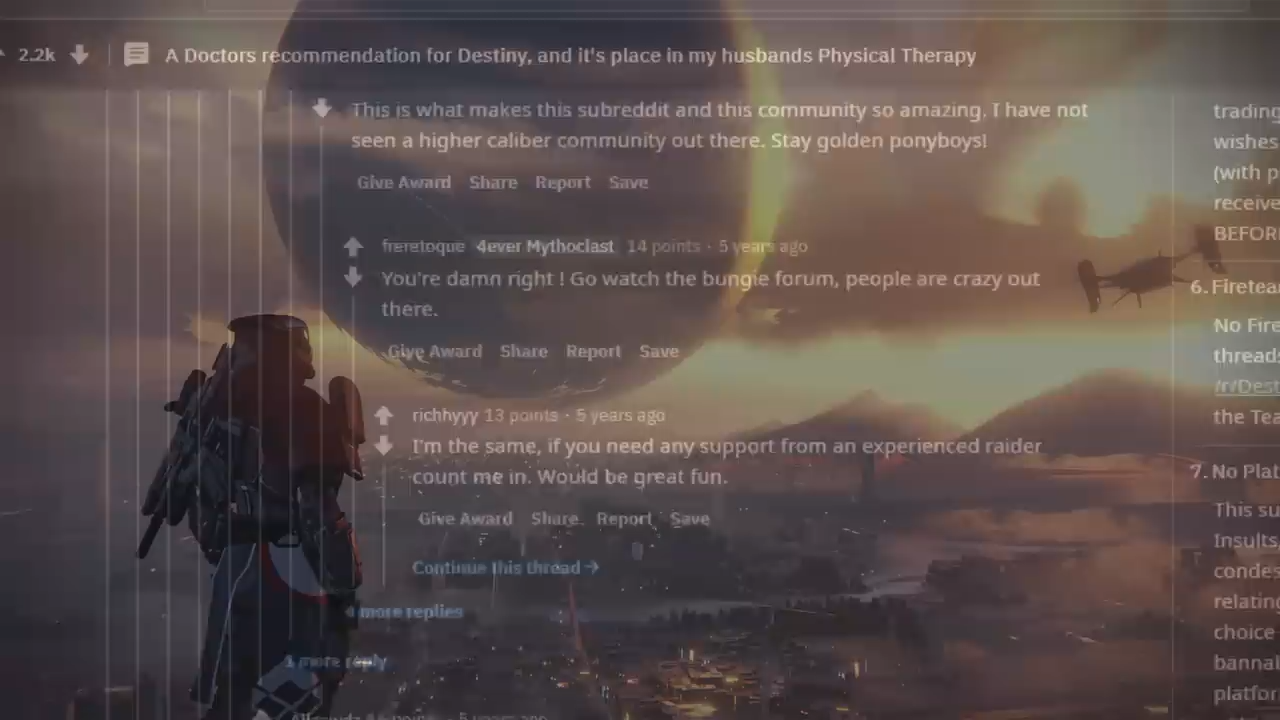 2.2k
A Doctors recommendation for Destiny, and it's place in my husbands Physical Therapy
This is what makes this subreddit and this community so amazing. I have not
seen a higher caliber community out there. Stay golden ponyboys!
Give Award Share Report Save
freretoque 4ever Mythoclast 14 points · 5 years ago
You're damn right ! Go watch the bungie forum, people are crazy out
there.
Give Award Share Report Save
richhyyy 13 points · 5 years ago
I'm the same, if you need any support from an experienced raider
count me in. Would be great fun.
Give Award Share Report Save
Continue this thread →
more replies
1 more reply
5 years ago
trading
wishes
(with p
receive
BEFOR
6. Firetea
No Fire
threads
/r/Dest
the Tea
7. No Plat
This su
Insults
condes
relating
choice
bannal
platfor